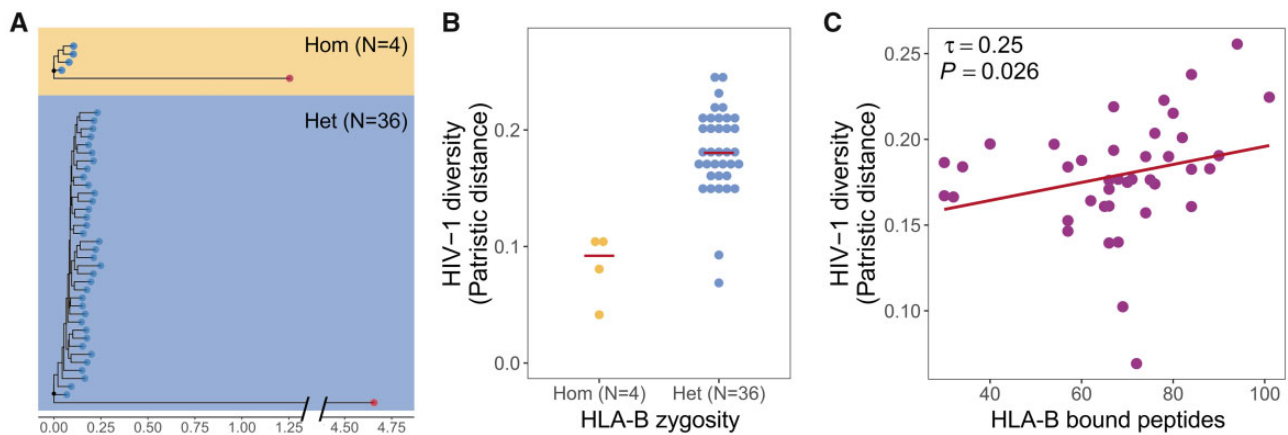 A
Hom (N=4)
Het (N=36)
0.00 0.25 0.50 0.75 1.00 1.25 4.50 4.75
B
HIV−1 diversity
(Patristic distance)
0.2
0.1
0.0
Hom (N=4) Het (N=36)
HLA-B zygosity
C
τ = 0.25
P = 0.026
HIV−1 diversity
(Patristic distance)
0.25
0.20
0.15
0.10
40 60 80 100
HLA-B bound peptides